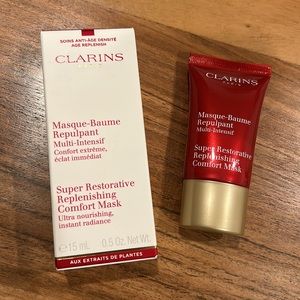 SOINS ANTI-ÂGE DENSITÉ
AGE REPLENISH
CLARINS
PARIS
Masque-Baume
Repulpant
Multi-Intensif
Confort extrême,
éclat immédiat
Super Restorative
Replenishing
Comfort Mask
Ultra nourishing,
instant radiance
e 15 mL 0.5 Oz. Net Wt.
AUX EXTRAITS DE PLANTES
CLARINS
PARIS
Masque-Baume
Repulpant
Multi-Intensif
Super Restorative
Replenishing
Comfort Mask